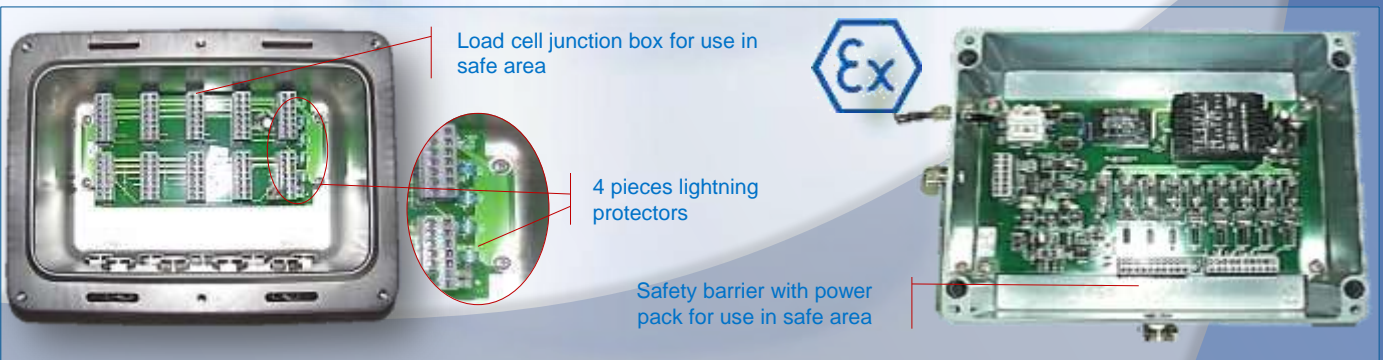 Load cell junction box for use in
safe area
Ex
4 pieces lightning
protectors
Safety barrier with power
pack for use in safe area